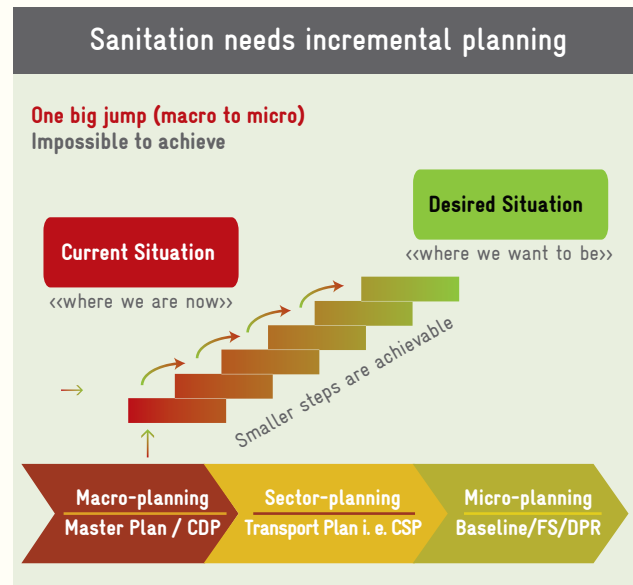 Sanitation needs incremental planning
One big jump (macro to micro)
Impossible to achieve
Desired Situation
‹‹where we want to be››
Current Situation
‹‹where we are now››
Smaller steps are achievable
Macro-planning
Master Plan / CDP
Sector-planning
Transport Plan i. e. CSP
Micro-planning
Baseline/FS/DPR